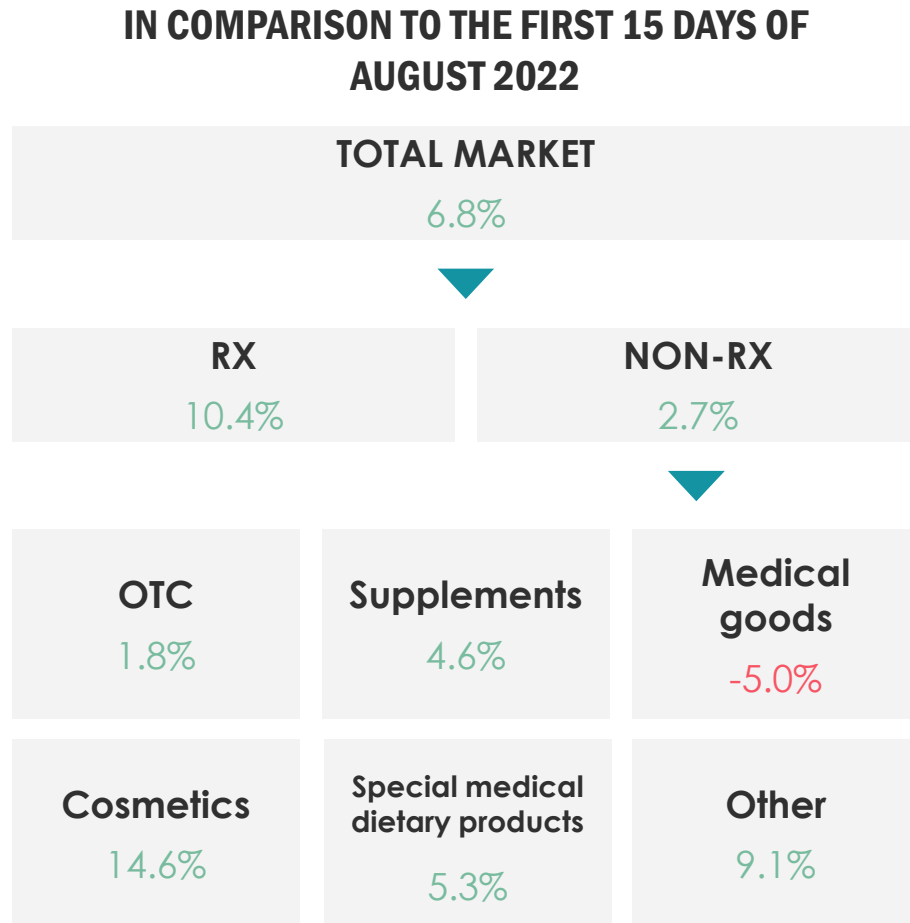 IN COMPARISON TO THE FIRST 15 DAYS OF
AUGUST 2022
TOTAL MARKET
6.8%
RX
10.4%
NON-RX
2.7%
OTC
1.8%
Supplements
4.6%
Medical
goods
-5.0%
Cosmetics
14.6%
Special medical
dietary products
5.3%
Other
9.1%